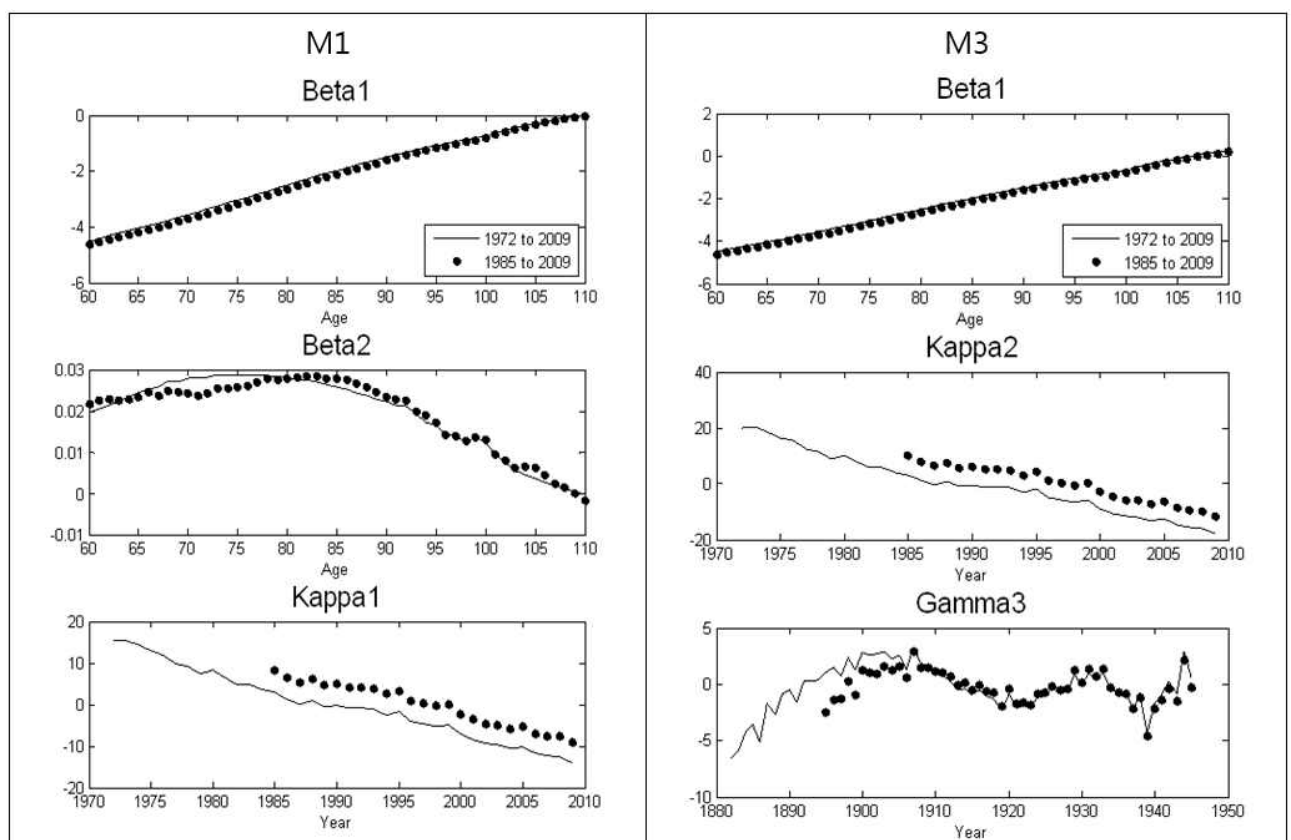 M1
Beta1
0
-2
-4
-6
1972 to 2009
1985 to 2009
60 65 70 75 80 85 90 95 100 105 110
Age
Beta2
0.03
0.02
0.01
0
-0.01
60 65 70 75 80 85 90 95 100 105 110
Age
Kappa1
20
10
0
-10
-20
1970 1975 1980 1985 1990 1995 2000 2005 2010
Year
M3
Beta1
2
0
-2
-4
-6
1972 to 2009
1985 to 2009
60 65 70 75 80 85 90 95 100 105 110
Age
Kappa2
40
20
0
-20
1970 1975 1980 1985 1990 1995 2000 2005 2010
Year
Gamma3
5
0
-5
-10
1880 1890 1900 1910 1920 1930 1940 1950
Year